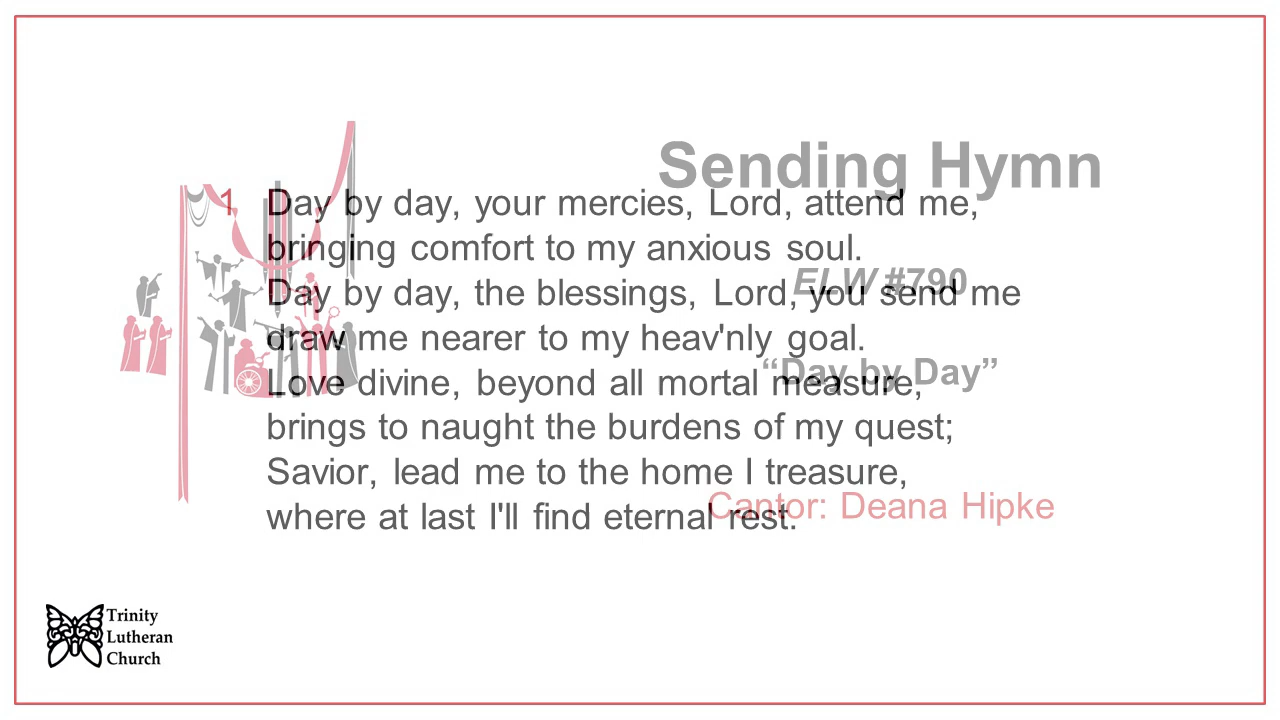 Sending Hymn
ELW #790
“Day by Day”
Cantor: Deana Hipke
1 Day by day, your mercies, Lord, attend me,
bringing comfort to my anxious soul.
Day by day, the blessings, Lord, you send me
draw me nearer to my heav'nly goal.
Love divine, beyond all mortal measure,
brings to naught the burdens of my quest;
Savior, lead me to the home I treasure,
where at last I'll find eternal rest.
Trinity
Lutheran
Church